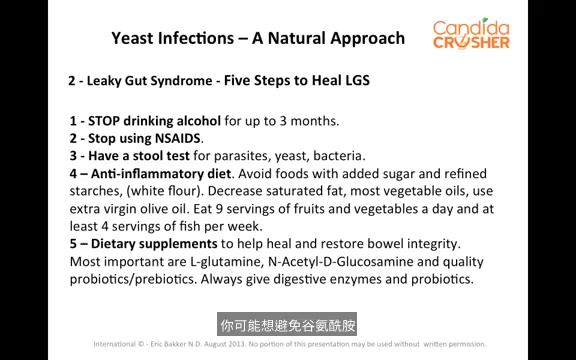 Yeast Infections – A Natural Approach
Candida
CRUSHER
2 - Leaky Gut Syndrome - Five Steps to Heal LGS
1 - STOP drinking alcohol for up to 3 months.
2 - Stop using NSAIDS.
3 - Have a stool test for parasites, yeast, bacteria.
4 – Anti-inflammatory diet. Avoid foods with added sugar and refined
starches, (white flour). Decrease saturated fat, most vegetable oils, use
extra virgin olive oil. Eat 9 servings of fruits and vegetables a day and at
least 4 servings of fish per week.
5 – Dietary supplements to help heal and restore bowel integrity.
Most important are L-glutamine, N-Acetyl-D-Glucosamine and quality
probiotics/prebiotics. Always give digestive enzymes and probiotics.
你可能想避免谷氨酰胺
International © - Eric Bakker N.D. August 2013. No portion of this presentation may be used without written permission.